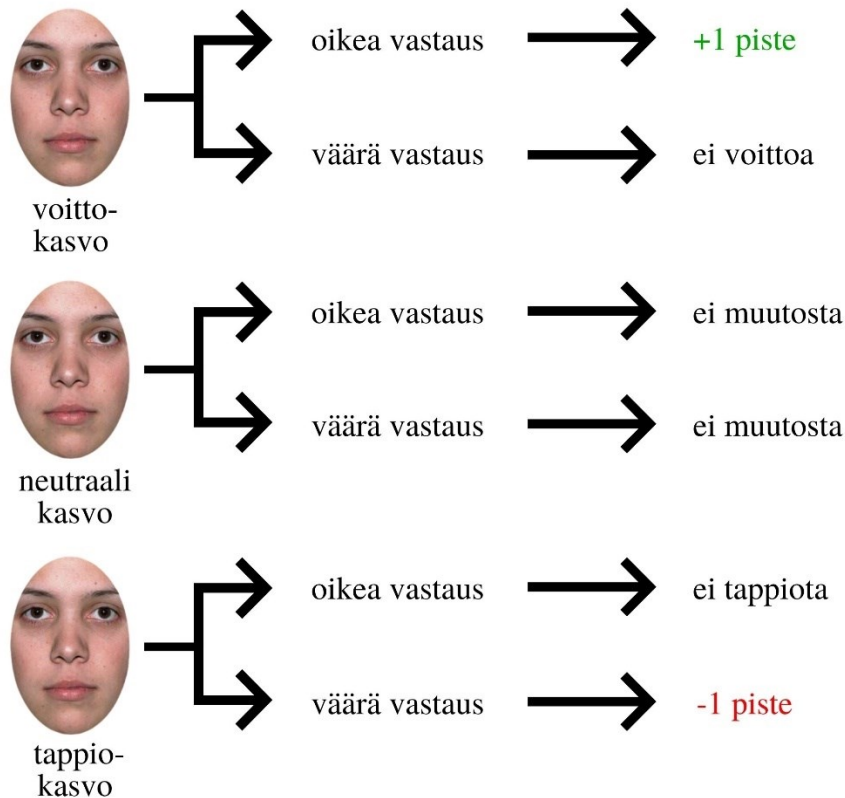 oikea vastaus
+1 piste
väärä vastaus
ei voittoa
voitto-
kasvo
oikea vastaus
ei muutosta
väärä vastaus
ei muutosta
neutraali
kasvo
oikea vastaus
ei tappiota
väärä vastaus
-1 piste
tappio-
kasvo